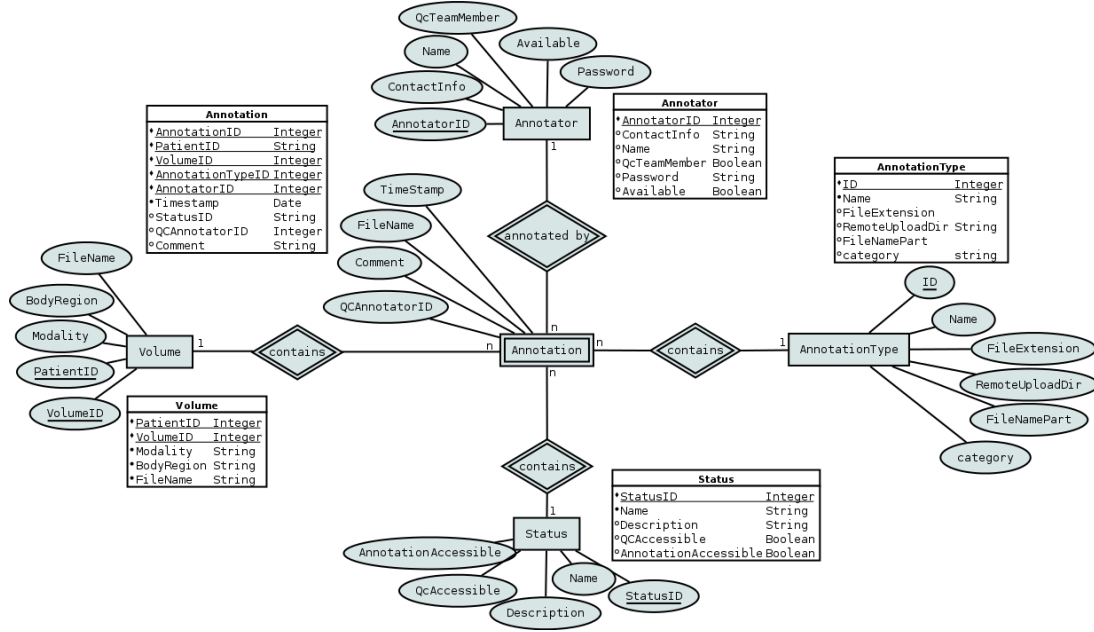 QcTeamMember
Name
Available
Password
ContactInfo
AnnotatorID
Annotator
1
Annotation
AnnotationID Integer
PatientID String
VolumeID Integer
AnnotationTypeID Integer
AnnotatorID Integer
Timestamp Date
StatusID String
QCAnnotatorID Integer
Comment String
Annotator
AnnotatorID Integer
ContactInfo String
Name String
QcTeamMember Boolean
Password String
Available Boolean
AnnotationType
ID Integer
Name String
FileExtension
RemoteUploadDir String
FileNamePart
category string
TimeStamp
FileName
Comment
QCAnnotatorID
annotated by
n
FileName
BodyRegion
Modality
PatientID
VolumeID
Volume
1
contains
n
Annotation
n
contains
1
AnnotationType
ID
Name
FileExtension
RemoteUploadDir
FileNamePart
category
Volume
PatientID Integer
VolumeID Integer
Modality String
BodyRegion String
FileName String
n
contains
1
Status
StatusID Integer
Name String
Description String
QCAccessible Boolean
AnnotationAccessible Boolean
Status
AnnotationAccessible
QcAccessible
Description
Name
StatusID